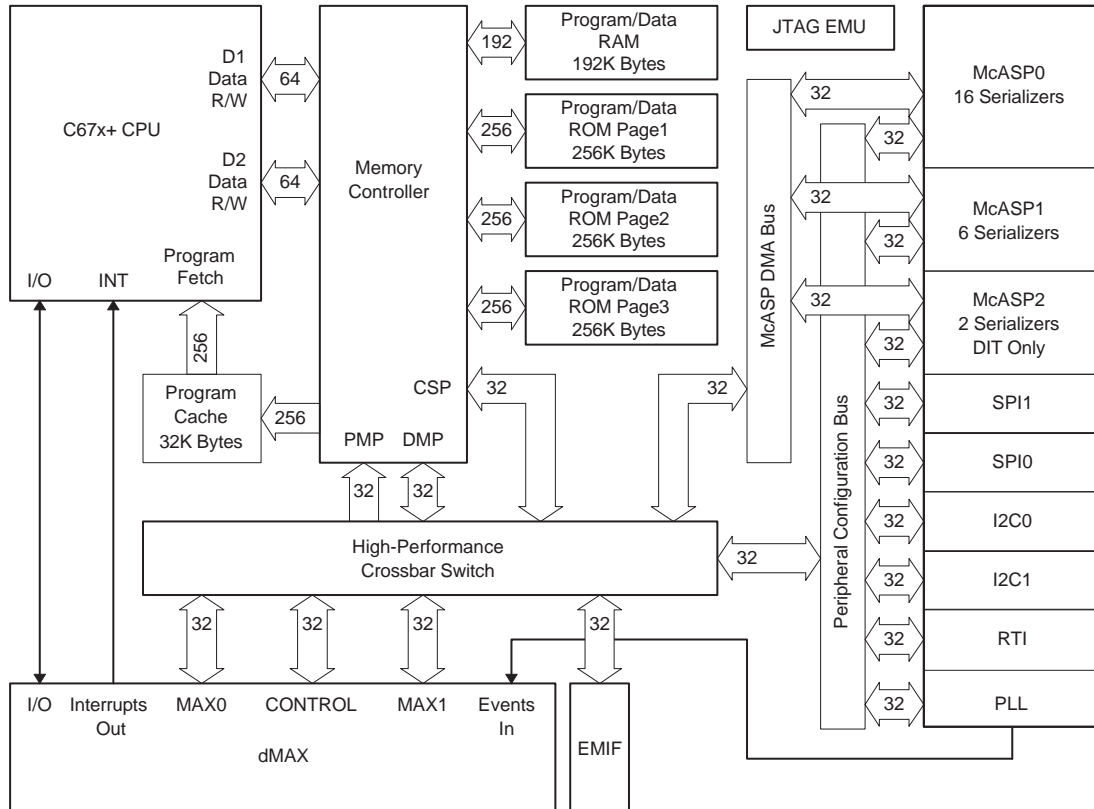 C67x+ CPU
D1
Data
R/W
D2
Data
R/W
Program
Fetch
I/O
INT
64
64
256
Program
Cache
32K Bytes
256
Memory
Controller
CSP
PMP
DMP
192
256
256
256
Program/Data
RAM
192K Bytes
Program/Data
ROM Page1
256K Bytes
Program/Data
ROM Page2
256K Bytes
Program/Data
ROM Page3
256K Bytes
32
32
32
32
32
High-Performance
Crossbar Switch
32
32
32
32
I/O
Interrupts
Out
MAX0
CONTROL
MAX1
Events
In
dMAX
EMIF
JTAG EMU
McASP DMA Bus
Peripheral Configuration Bus
32
32
32
32
32
32
32
32
32
32
32
32
McASP0
16 Serializers
McASP1
6 Serializers
McASP2
2 Serializers
DIT Only
SPI1
SPI0
I2C0
I2C1
RTI
PLL